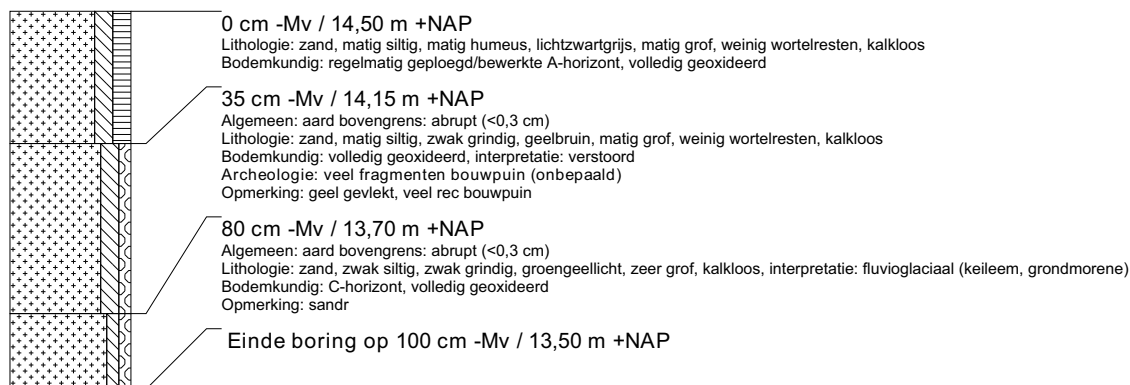 0 cm -Mv / 14,50 m +NAP
Lithologie: zand, matig siltig, matig humeus, lichtzwartgrijs, matig grof, weinig wortelresten, kalkloos
Bodemkundig: regelmatig geploegd/bewerkte A-horizont, volledig geoxideerd
35 cm -Mv / 14,15 m +NAP
Algemeen: aard bovengrens: abrupt (<0,3 cm)
Lithologie: zand, matig siltig, zwak grindig, geelbruin, matig grof, weinig wortelresten, kalkloos
Bodemkundig: volledig geoxideerd, interpretatie: verstoord
Archeologie: veel fragmenten bouwpuin (onbepaald)
Opmerking: geel gevlekt, veel rec bouwpuin
80 cm -Mv / 13,70 m +NAP
Algemeen: aard bovengrens: abrupt (<0,3 cm)
Lithologie: zand, zwak siltig, zwak grindig, groengeellicht, zeer grof, kalkloos, interpretatie: fluvioglaciaal (keileem, grondmorene)
Bodemkundig: C-horizont, volledig geoxideerd
Opmerking: sandr
Einde boring op 100 cm -Mv / 13,50 m +NAP